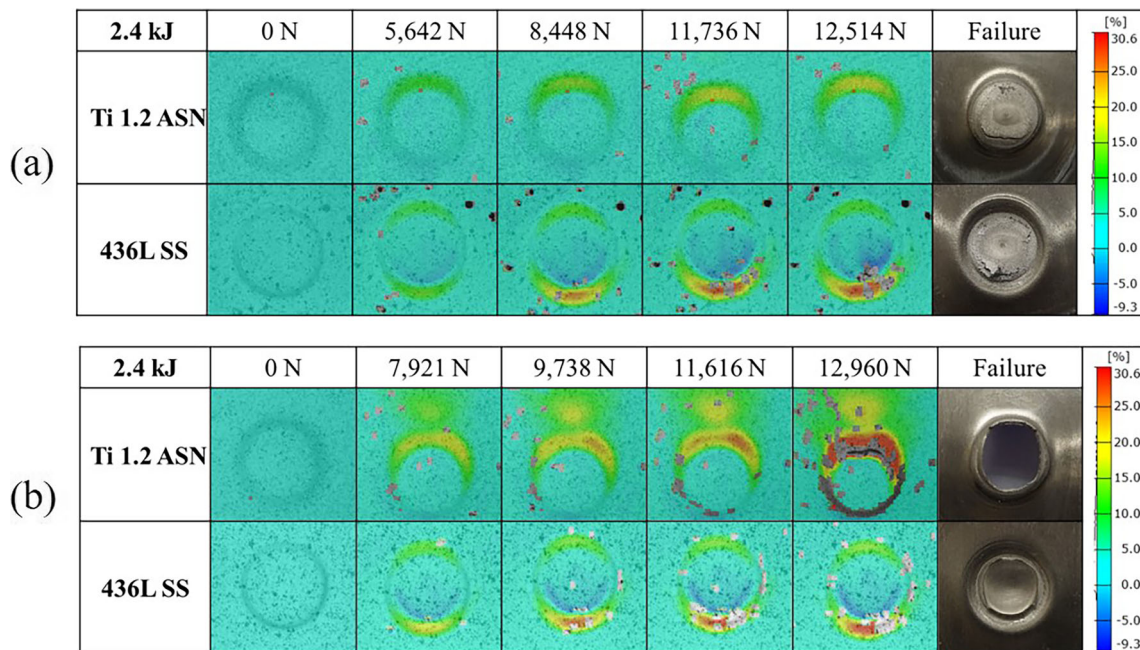 (a)
2.4 kJ 0 N 5,642 N 8,448 N 11,736 N 12,514 N Failure
Ti 1.2 ASN
436L SS
[%]
30.6
25.0
20.0
15.0
10.0
5.0
0.0
-5.0
-9.3
(b)
2.4 kJ 0 N 7,921 N 9,738 N 11,616 N 12,960 N Failure
Ti 1.2 ASN
436L SS
[%]
30.6
25.0
20.0
15.0
10.0
5.0
0.0
-5.0
-9.3